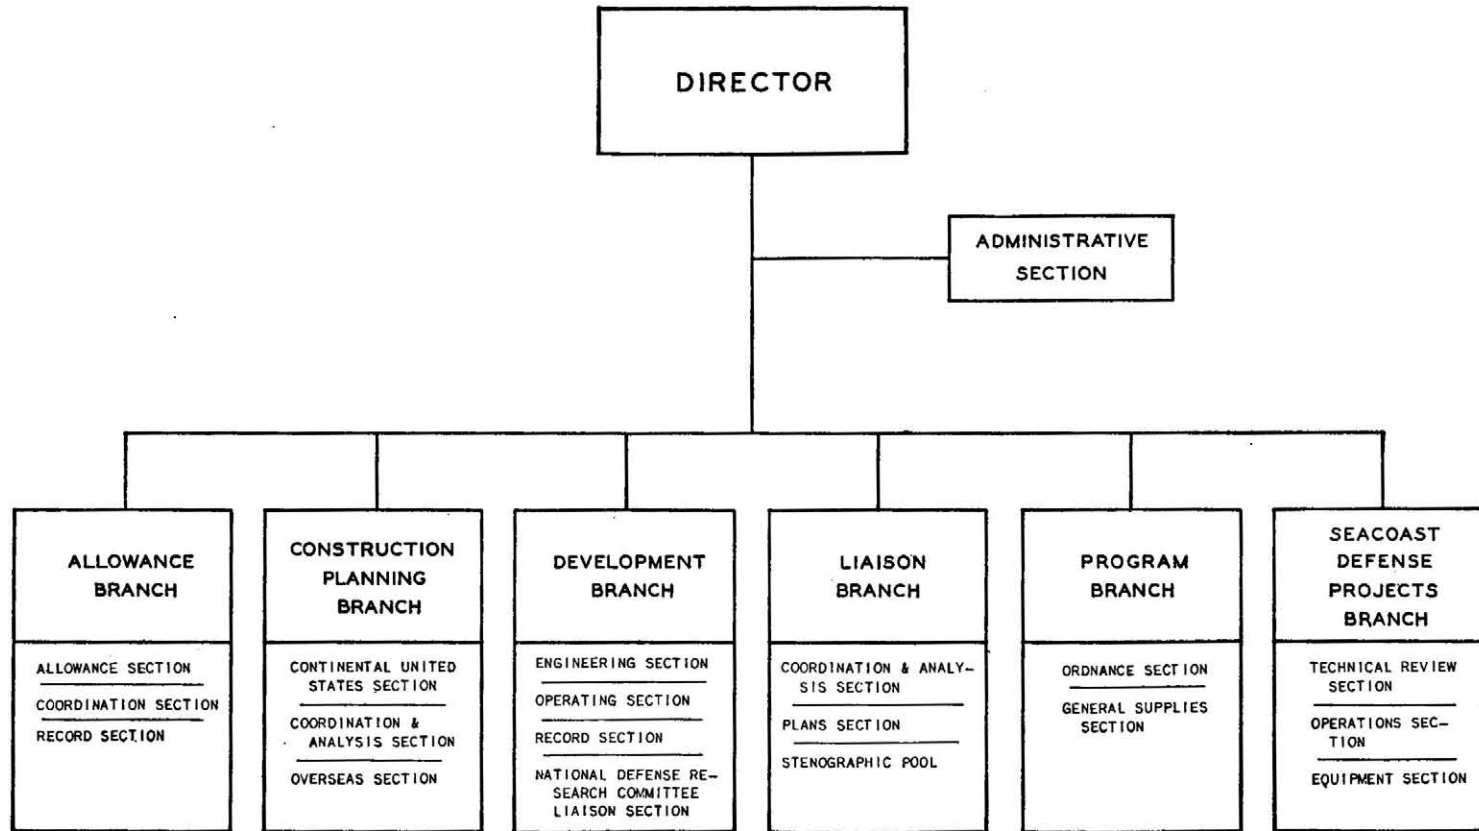 DIRECTOR
ADMINISTRATIVE
SECTION
ALLOWANCE
BRANCH
ALLOWANCE SECTION
COORDINATION SECTION
RECORD SECTION
CONSTRUCTION
PLANNING
BRANCH
CONTINENTAL UNITED
STATES SECTION
COORDINATION &
ANALYSIS SECTION
OVERSEAS SECTION
DEVELOPMENT
BRANCH
ENGINEERING SECTION
OPERATING SECTION
RECORD SECTION
NATIONAL DEFENSE RE-
SEARCH COMMITTEE
LIAISON SECTION
LIAISON
BRANCH
COORDINATION & ANALY-
SIS SECTION
PLANS SECTION
STENOGRAPHIC POOL
PROGRAM
BRANCH
ORDNANCE SECTION
GENERAL SUPPLIES
SECTION
SEACOAST
DEFENSE
PROJECTS
BRANCH
TECHNICAL REVIEW
SECTION
OPERATIONS SEC-
TION
EQUIPMENT SECTION